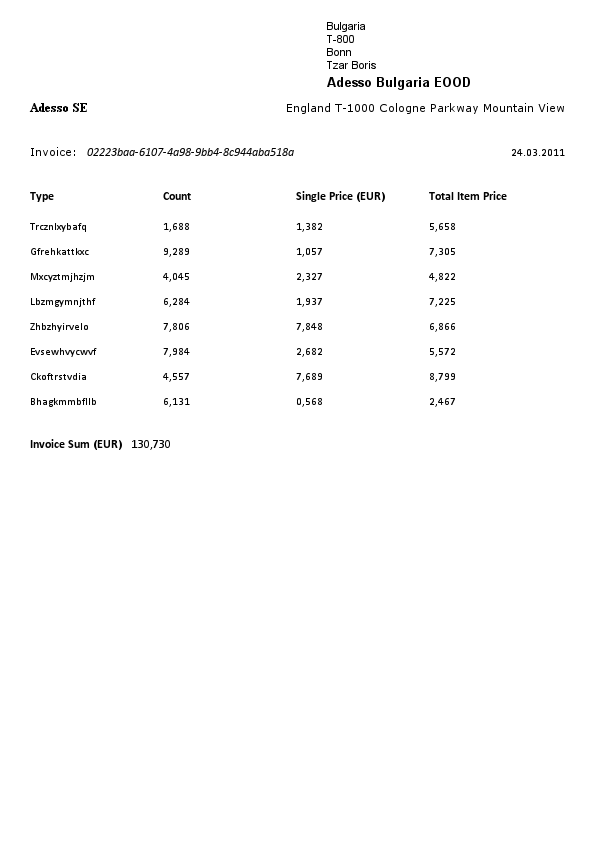 Bulgaria
T-800
Bonn
Tzar Boris
Adesso Bulgaria EOOD
Adesso SE England T-1000 Cologne Parkway Mountain View
Invoice: 02223baa-6107-4a98-9bb4-8c944aba518a 24.03.2011
Type Count Single Price (EUR) Total Item Price
Trcznlxybafq 1,688 1,382 5,658
Gfrehkattkxc 9,289 1,057 7,305
Mxcyztmjhzjm 4,045 2,327 4,822
Lbzmgymnjthf 6,284 1,937 7,225
Zhbzhyirvelo 7,806 7,848 6,866
Evsewhvycwvf 7,984 2,682 5,572
Ckoftrstvdia 4,557 7,689 8,799
Bhagkmmbfllb 6,131 0,568 2,467
Invoice Sum (EUR) 130,730